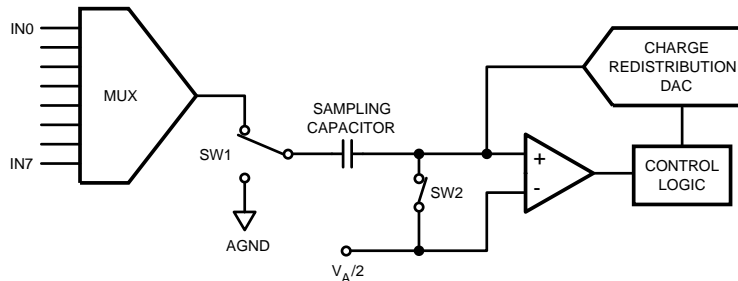 IN0
MUX
IN7
SW1
AGND
SAMPLING
CAPACITOR
SW2
V_A/2
+
-
CHARGE
REDISTRIBUTION
DAC
CONTROL
LOGIC